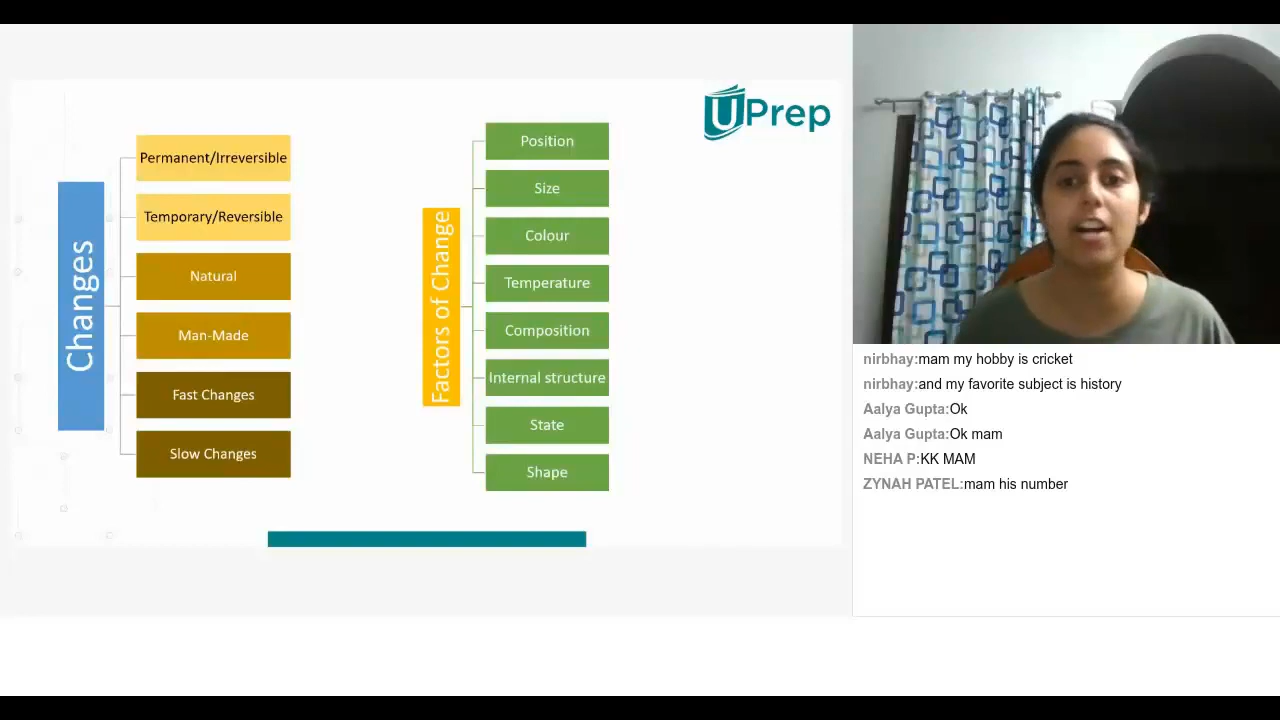 UPrep
Changes
Permanent/Irreversible
Temporary/Reversible
Natural
Man-Made
Fast Changes
Slow Changes
Factors of Change
Position
Size
Colour
Temperature
Composition
Internal structure
State
Shape
nirbhay:mam my hobby is cricket
nirbhay:and my favorite subject is history
Aalya Gupta:Ok
Aalya Gupta:Ok mam
NEHA P:KK MAM
ZYNAH PATEL:mam his number